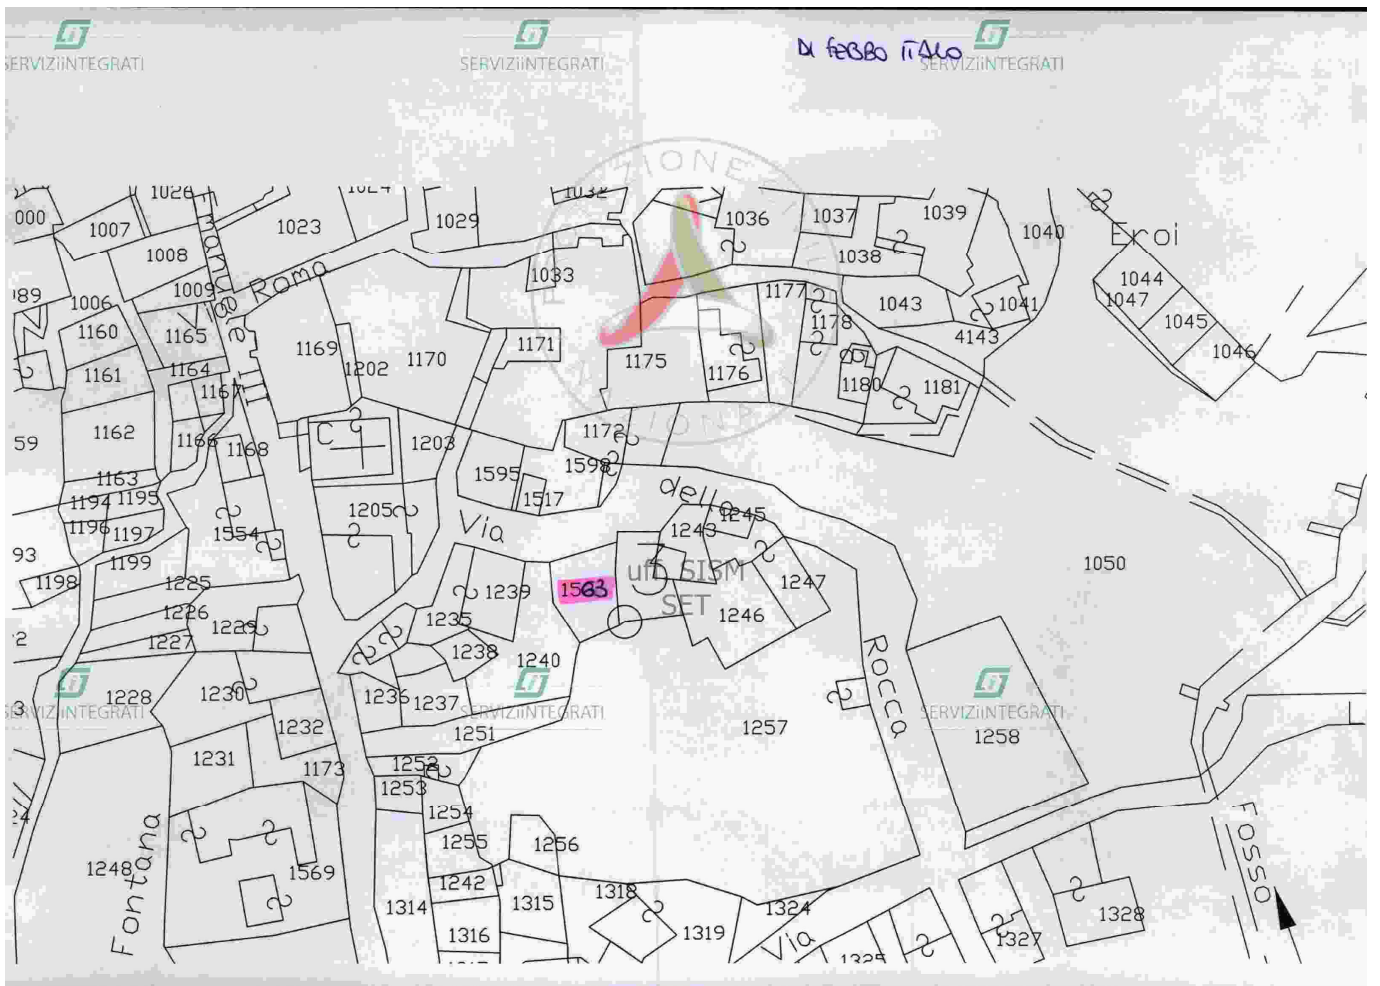 SERVIZIiNTEGRATI SERVIZIiNTEGRATI SERVIZIiNTEGRATI
DI FEBBO ITALO
1026 1024 1032
000 1007 1023 1029 1036 1037 1039
1008 1040 Eroi
1038
Roma 1033 1044
1009 1177 1047
1006 1043 1041
1160 1165 1178 1045
1169 1170 1171 4143 1046
1161 1164 1202 1175 1176 1180 1181
1167 III
1162 1166 1168 C 1203 1172
59
1163 1595 1598
1194 1195 1517 della
1196 1197 1554 1205 Via 1243 1245
93 1199 1050
1198 1225 1239 1563 uff. SISM 1247
1226 SET
1229 1235 1246
1227 1238 1240 Rocca
1228 1230 1236 1237
SERVIZIiNTEGRATI SERVIZIiNTEGRATI SERVIZIiNTEGRATI
1232 1251 1257 1258
1231 1173 1252
1253
24 1254
1255 1256 Fosso
Fontana
1248 1569 1242
1314 1315 1318 1324 1328
1316 1319 Via 1327
1325